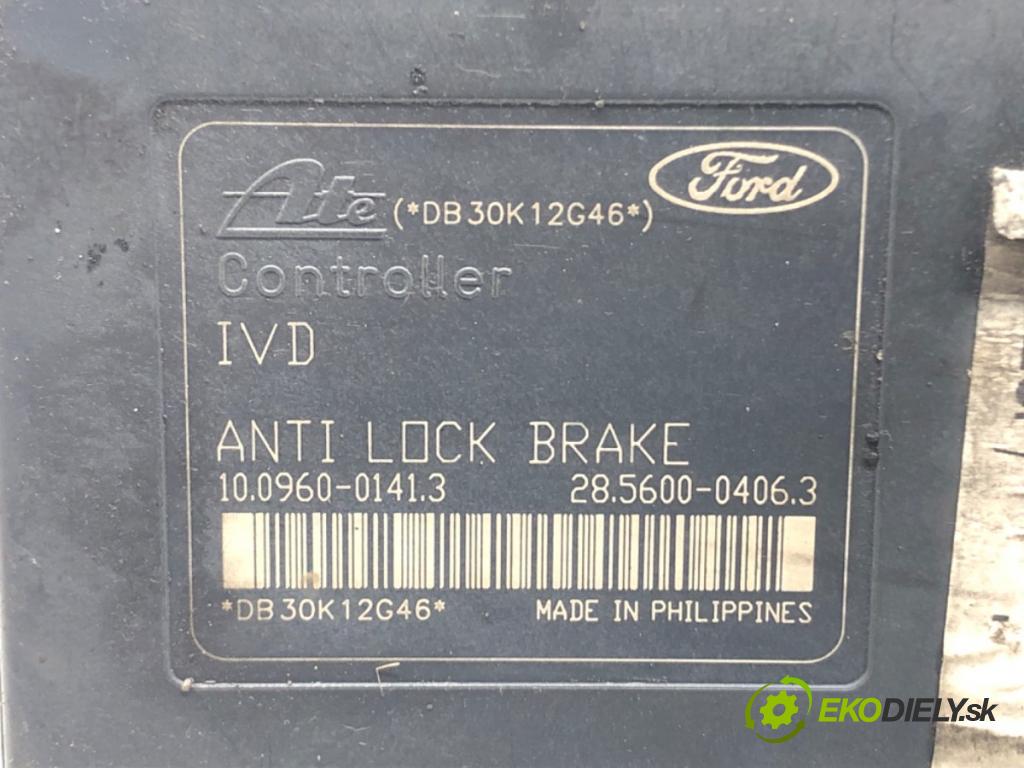 Ate (*DB30K12G46*) Ford
Controller
IVD
ANTI LOCK BRAKE
10.0960-0141.3 28.5600-0406.3
*DB30K12G46* MADE IN PHILIPPINES
EKODIELY.sk